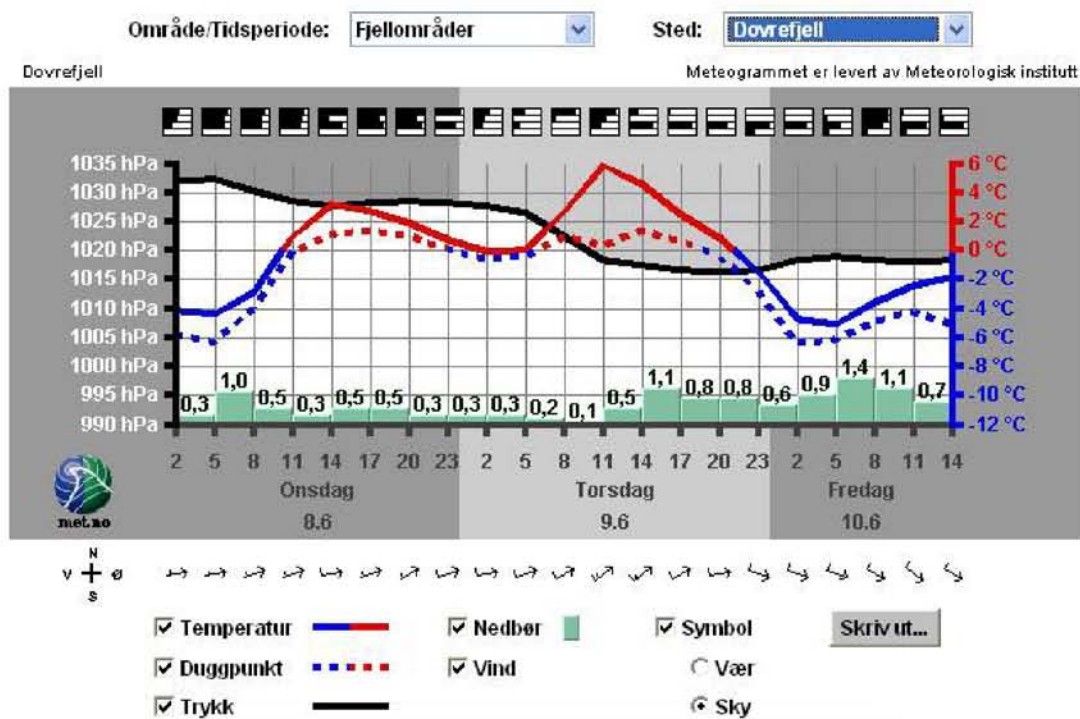 Område/Tidsperiode: Fjellområder Sted: Dovrefjell
Dovrefjell Meteogrammet er levert av Meteorologisk institutt
1035 hPa 6 °C
1030 hPa 4 °C
1025 hPa 2 °C
1020 hPa 0 °C
1015 hPa -2 °C
1010 hPa -4 °C
1005 hPa -6 °C
1000 hPa -8 °C
995 hPa -10 °C
990 hPa -12 °C
0,3 1,0 0,5 0,3 0,5 0,5 0,3 0,3 0,3 0,2 0,1 0,5 1,1 0,8 0,8 0,6 0,9 1,4 1,1 0,7
2 5 8 11 14 17 20 23 2 5 8 11 14 17 20 23 2 5 8 11 14
Onsdag Torsdag Fredag
8.6 9.6 10.6
met.no
N
V Ø
S
Temperatur Nedbør Symbol Skriv ut...
Duggpunkt Vind Vær
Trykk Sky